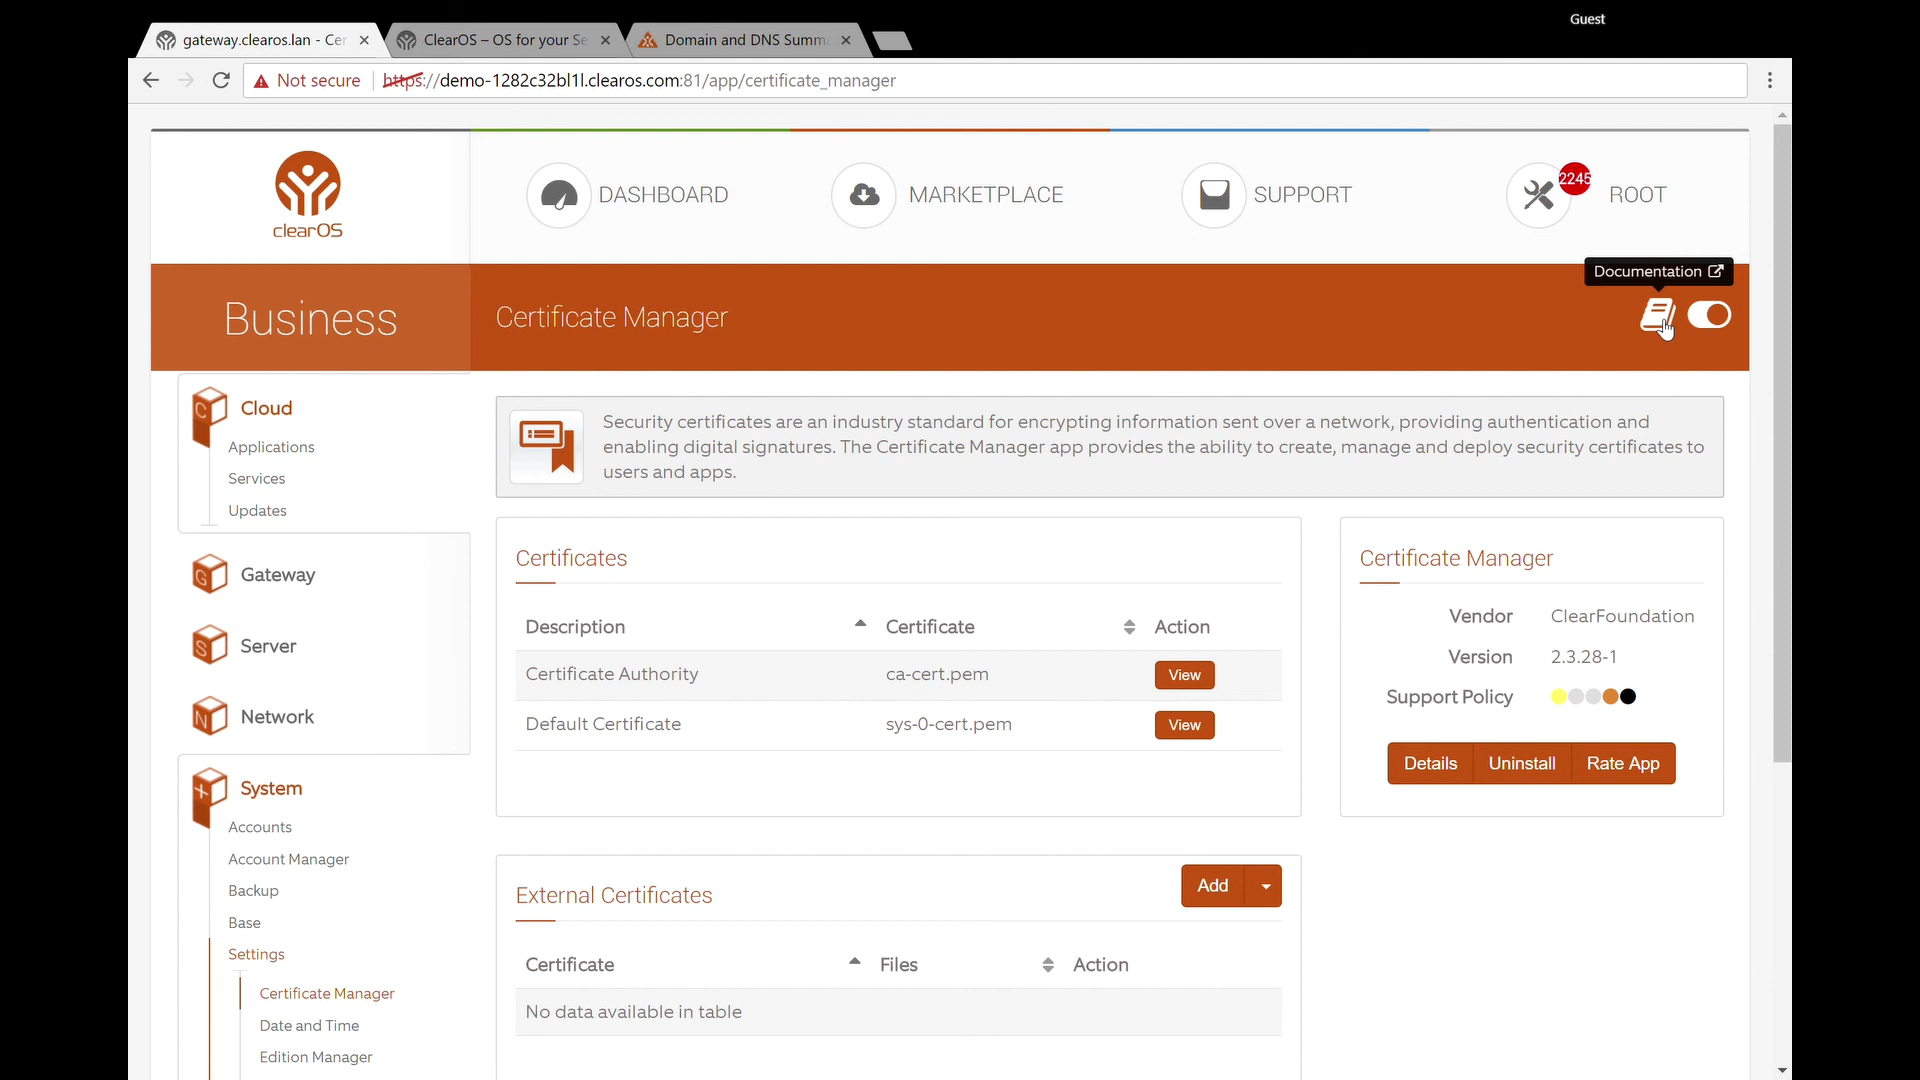 Guest
gateway.clearos.lan - Cer
ClearOS – OS for your Se
Domain and DNS Summa
Not secure
https://demo-1282c32bl1l.clearos.com:81/app/certificate_manager
clearOS
DASHBOARD
MARKETPLACE
SUPPORT
2245
ROOT
Documentation
Business
Certificate Manager
Cloud
Applications
Services
Updates
Gateway
Server
Network
System
Accounts
Account Manager
Backup
Base
Settings
Certificate Manager
Date and Time
Edition Manager
Security certificates are an industry standard for encrypting information sent over a network, providing authentication and
enabling digital signatures. The Certificate Manager app provides the ability to create, manage and deploy security certificates to
users and apps.
Certificates
Description Certificate Action
Certificate Authority ca-cert.pem View
Default Certificate sys-0-cert.pem View
External Certificates
Add
Certificate Files Action
No data available in table
Certificate Manager
Vendor ClearFoundation
Version 2.3.28-1
Support Policy
Details Uninstall Rate App